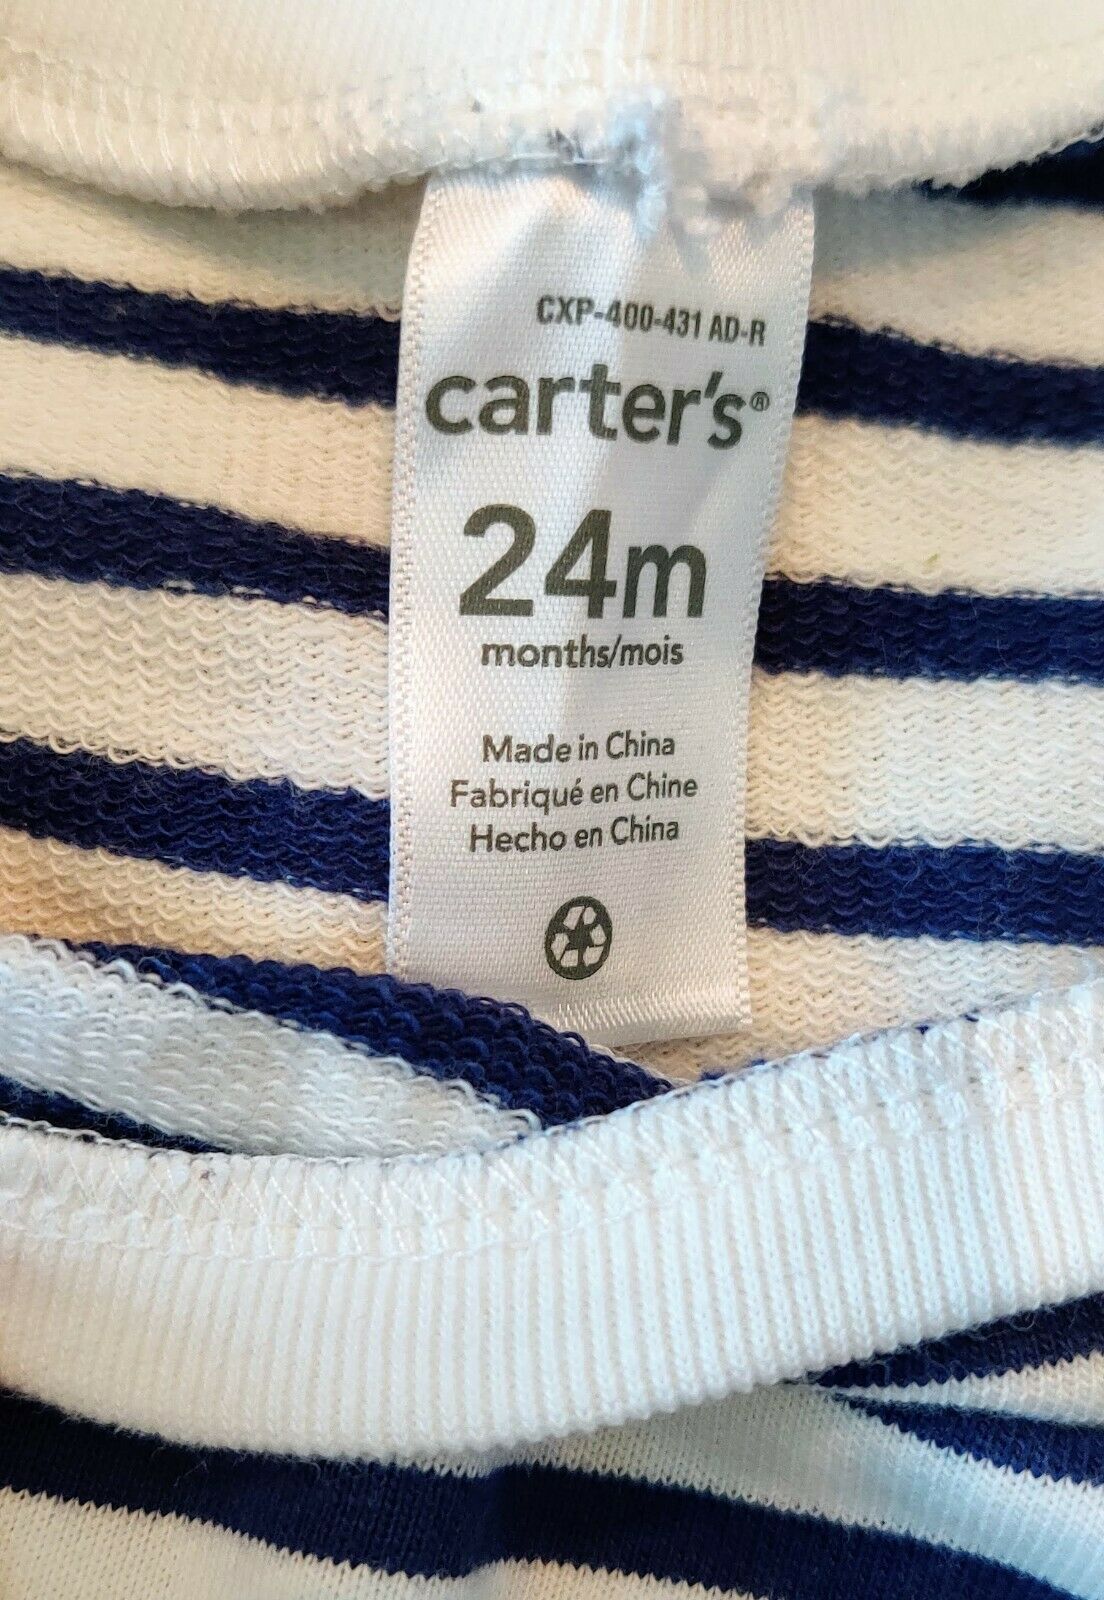 CXP-400-431 AD-R
carter's®
24m
months/mois
Made in China
Fabriqué en Chine
Hecho en China